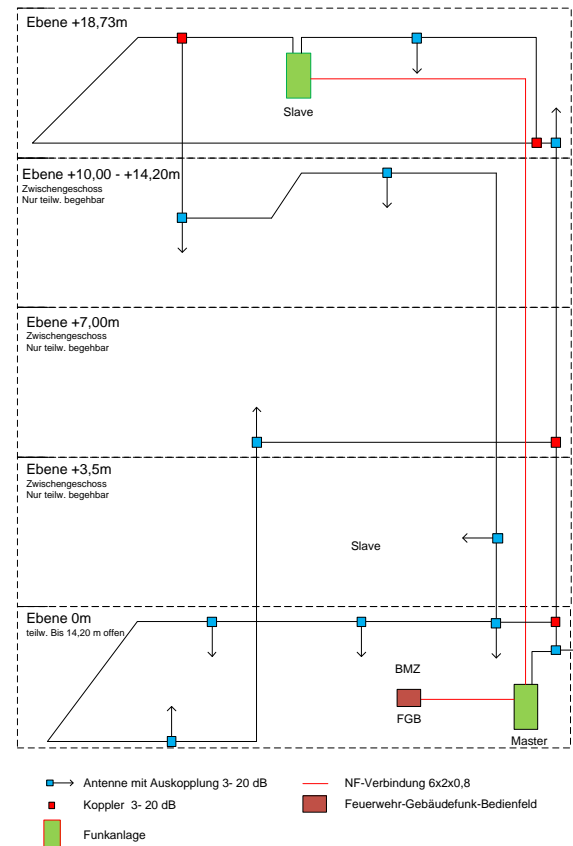 Ebene +18,73m
Slave
Ebene +10,00 - +14,20m
Zwischengeschoss
Nur teilw. begehbar
Ebene +7,00m
Zwischengeschoss
Nur teilw. begehbar
Ebene +3,5m
Zwischengeschoss
Nur teilw. begehbar
Slave
Ebene 0m
teilw. Bis 14,20 m offen
BMZ
FGB
Master
Antenne mit Auskopplung 3- 20 dB
NF-Verbindung 6x2x0,8
Koppler 3- 20 dB
Feuerwehr-Gebäudefunk-Bedienfeld
Funkanlage